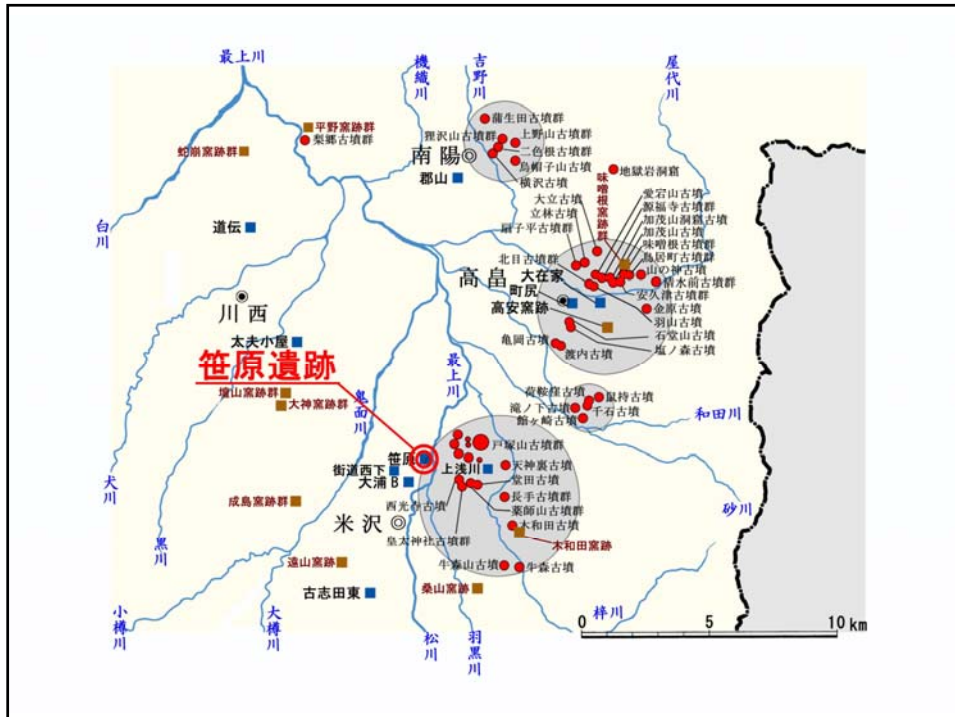 最上川
機織川
吉野川
屋代川
平野窯跡群
梨郷古墳群
蛇崩窯跡群
蒲生田古墳群
狸沢山古墳群
上野山古墳群
二色根古墳群
烏帽子山古墳
横沢古墳
南陽
郡山
地獄岩洞窟
味噌根窯跡群
愛宕山古墳
源福寺古墳群
加茂山洞窟古墳
加茂山古墳
味噌根古墳群
鳥居町古墳群
山の神古墳
清水前古墳群
安久津古墳群
金原古墳
羽山古墳
石堂山古墳
塩ノ森古墳
大立古墳
立林古墳
扇子平古墳群
北目古墳群
大在家
高畠
町尻
高安窯跡
亀岡古墳
渡内古墳
白川
道伝
川西
太夫小屋
笹原遺跡
最上川
壇山窯跡群
大神窯跡群
鬼面川
荷鞍窪古墳
鼠持古墳
滝ノ下古墳
千石古墳
館ヶ崎古墳
和田川
戸塚山古墳群
笹原
上浅川
天神裏古墳
街道西下
大浦B
堂田古墳
長手古墳群
西光寺古墳
薬師山古墳群
皇太神社古墳群
木和田古墳
木和田窯跡
米沢
犬川
黒川
成島窯跡群
砂川
遠山窯跡
古志田東
桑山窯跡
牛森山古墳
牛森古墳
小樽川
大樽川
松川
羽黒川
梓川
0 5 10 km